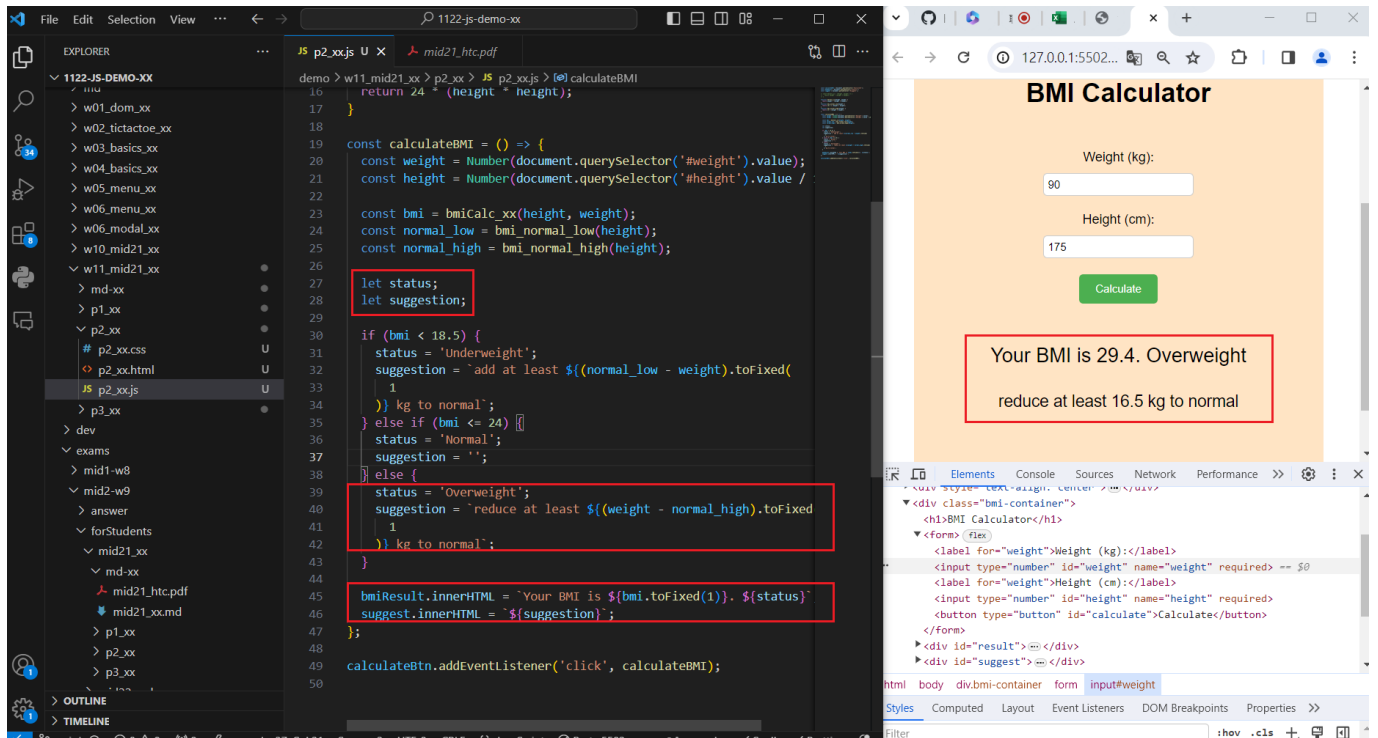 File Edit Selection View ··· 1122-js-demo-xx
EXPLORER ···
1122-JS-DEMO-XX
md
w01_dom_xx
w02_tictactoe_xx
w03_basics_xx
w04_basics_xx
w05_menu_xx
w06_menu_xx
w06_modal_xx
w10_mid21_xx
w11_mid21_xx
md-xx
p1_xx
p2_xx
# p2_xx.css U
<> p2_xx.html U
JS p2_xx.js U
p3_xx
dev
exams
mid1-w8
mid2-w9
answer
forStudents
mid21_xx
md-xx
mid21_htc.pdf
mid21_xx.md
p1_xx
p2_xx
p3_xx
OUTLINE
TIMELINE
34
8
1
1
JS p2_xx.js U mid21_htc.pdf ···
demo > w11_mid21_xx > p2_xx > JS p2_xx.js > calculateBMI
16 return 24 * (height * height);
17 }
18
19 const calculateBMI = () => {
20 const weight = Number(document.querySelector('#weight').value);
21 const height = Number(document.querySelector('#height').value /
22
23 const bmi = bmiCalc_xx(height, weight);
24 const normal_low = bmi_normal_low(height);
25 const normal_high = bmi_normal_high(height);
26
27 let status;
28 let suggestion;
29
30 if (bmi < 18.5) {
31 status = 'Underweight';
32 suggestion = `add at least ${(normal_low - weight).toFixed(
33 1
34 )} kg to normal`;
35 } else if (bmi <= 24) {
36 status = 'Normal';
37 suggestion = '';
38 } else {
39 status = 'Overweight';
40 suggestion = `reduce at least ${(weight - normal_high).toFixed
41 1
42 )} kg to normal`;
43 }
44
45 bmiResult.innerHTML = `Your BMI is ${bmi.toFixed(1)}. ${status}`
46 suggest.innerHTML = `${suggestion}`;
47 };
48
49 calculateBtn.addEventListener('click', calculateBMI);
50
127.0.0.1:5502...
BMI Calculator
Weight (kg):
90
Height (cm):
175
Calculate
Your BMI is 29.4. Overweight
reduce at least 16.5 kg to normal
Elements Console Sources Network Performance
<div style="text-align: center">···</div>
<div class="bmi-container">
<h1>BMI Calculator</h1>
<form> flex
<label for="weight">Weight (kg):</label>
<input type="number" id="weight" name="weight" required> == $0
<label for="weight">Height (cm):</label>
<input type="number" id="height" name="height" required>
<button type="button" id="calculate">Calculate</button>
</form>
<div id="result">···</div>
<div id="suggest">···</div>
html body div.bmi-container form input#weight
Styles Computed Layout Event Listeners DOM Breakpoints Properties
Filter :hov .cls